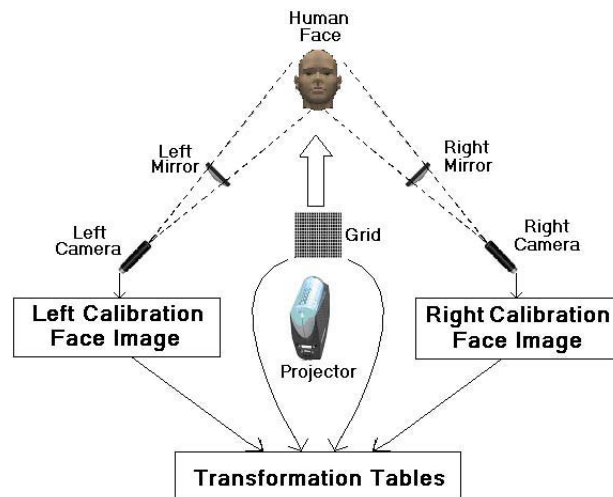 Human
Face
Left
Mirror
Right
Mirror
Left
Camera
Grid
Right
Camera
Left Calibration
Face Image
Right Calibration
Face Image
Projector
Transformation Tables